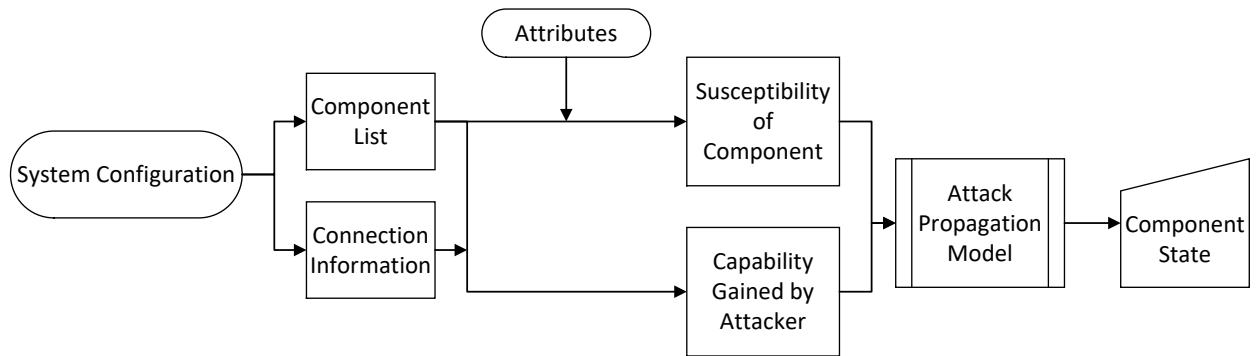 Attributes
System Configuration
Component
List
Connection
Information
Susceptibility
of
Component
Capability
Gained by
Attacker
Attack
Propagation
Model
Component
State